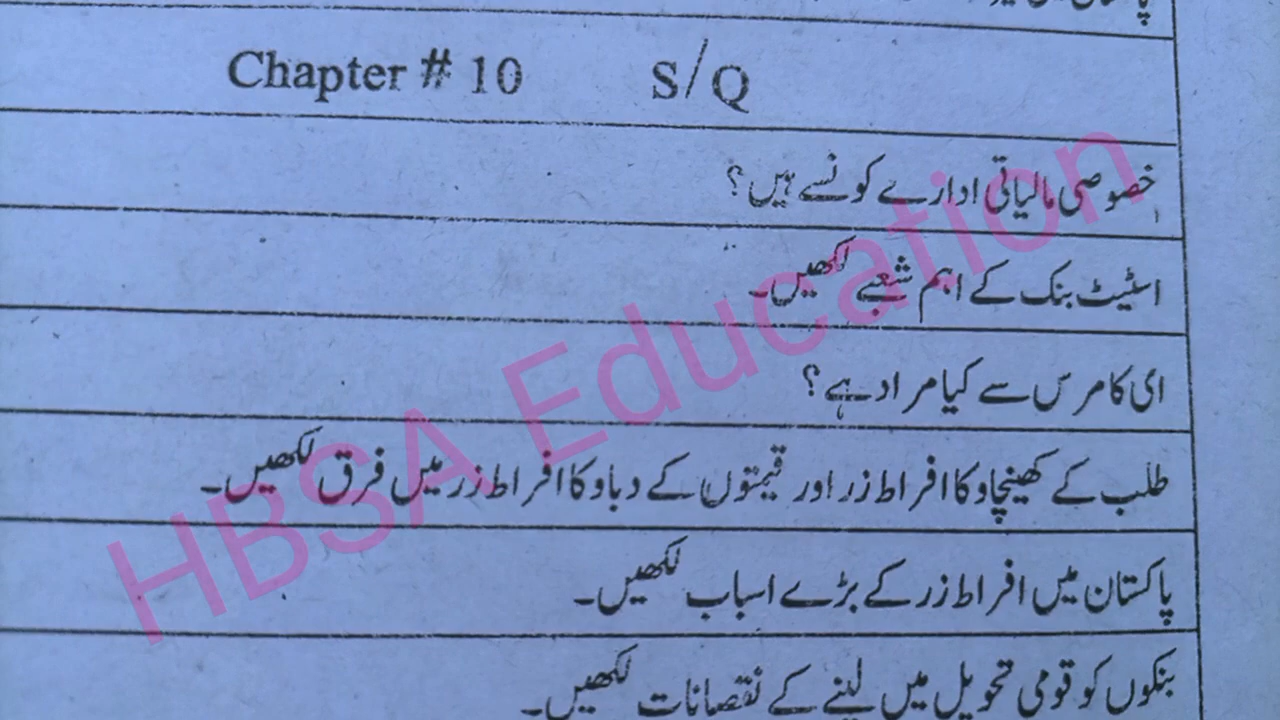 Chapter # 10 S/Q
خصوصی مالیاتی ادارے کونسے ہیں؟
اسٹیٹ بنک کے اہم شعبے لکھیں۔
ای کامرس سے کیا مراد ہے؟
طلب کے کھینچاو کا افراط زر اور قیمتوں کے دباو کا افراط زر میں فرق لکھیں۔
پاکستان میں افراط زر کے بڑے اسباب لکھیں۔
بنکوں کو قومی تحویل میں لینے کے نقصانات لکھیں۔
HBSA Education